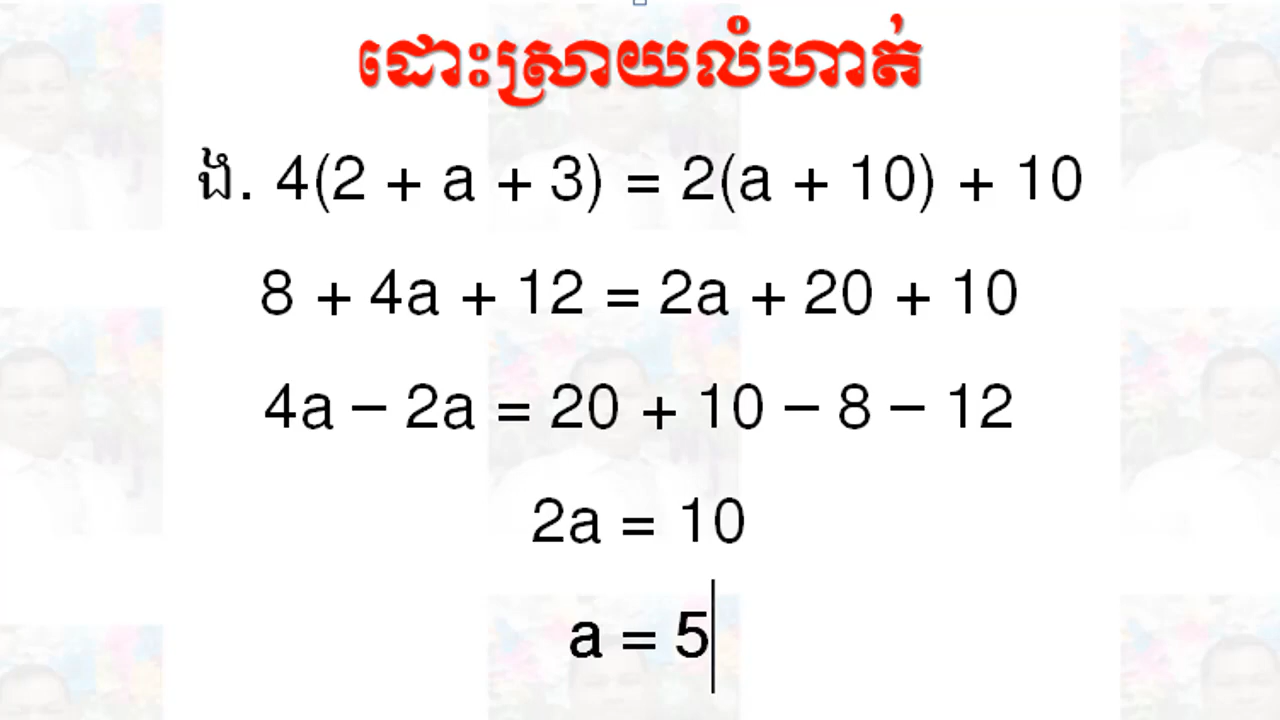 ដោះស្រាយលំហាត់
ង. 4(2 + a + 3) = 2(a + 10) + 10
8 + 4a + 12 = 2a + 20 + 10
4a – 2a = 20 + 10 – 8 – 12
2a = 10
a = 5